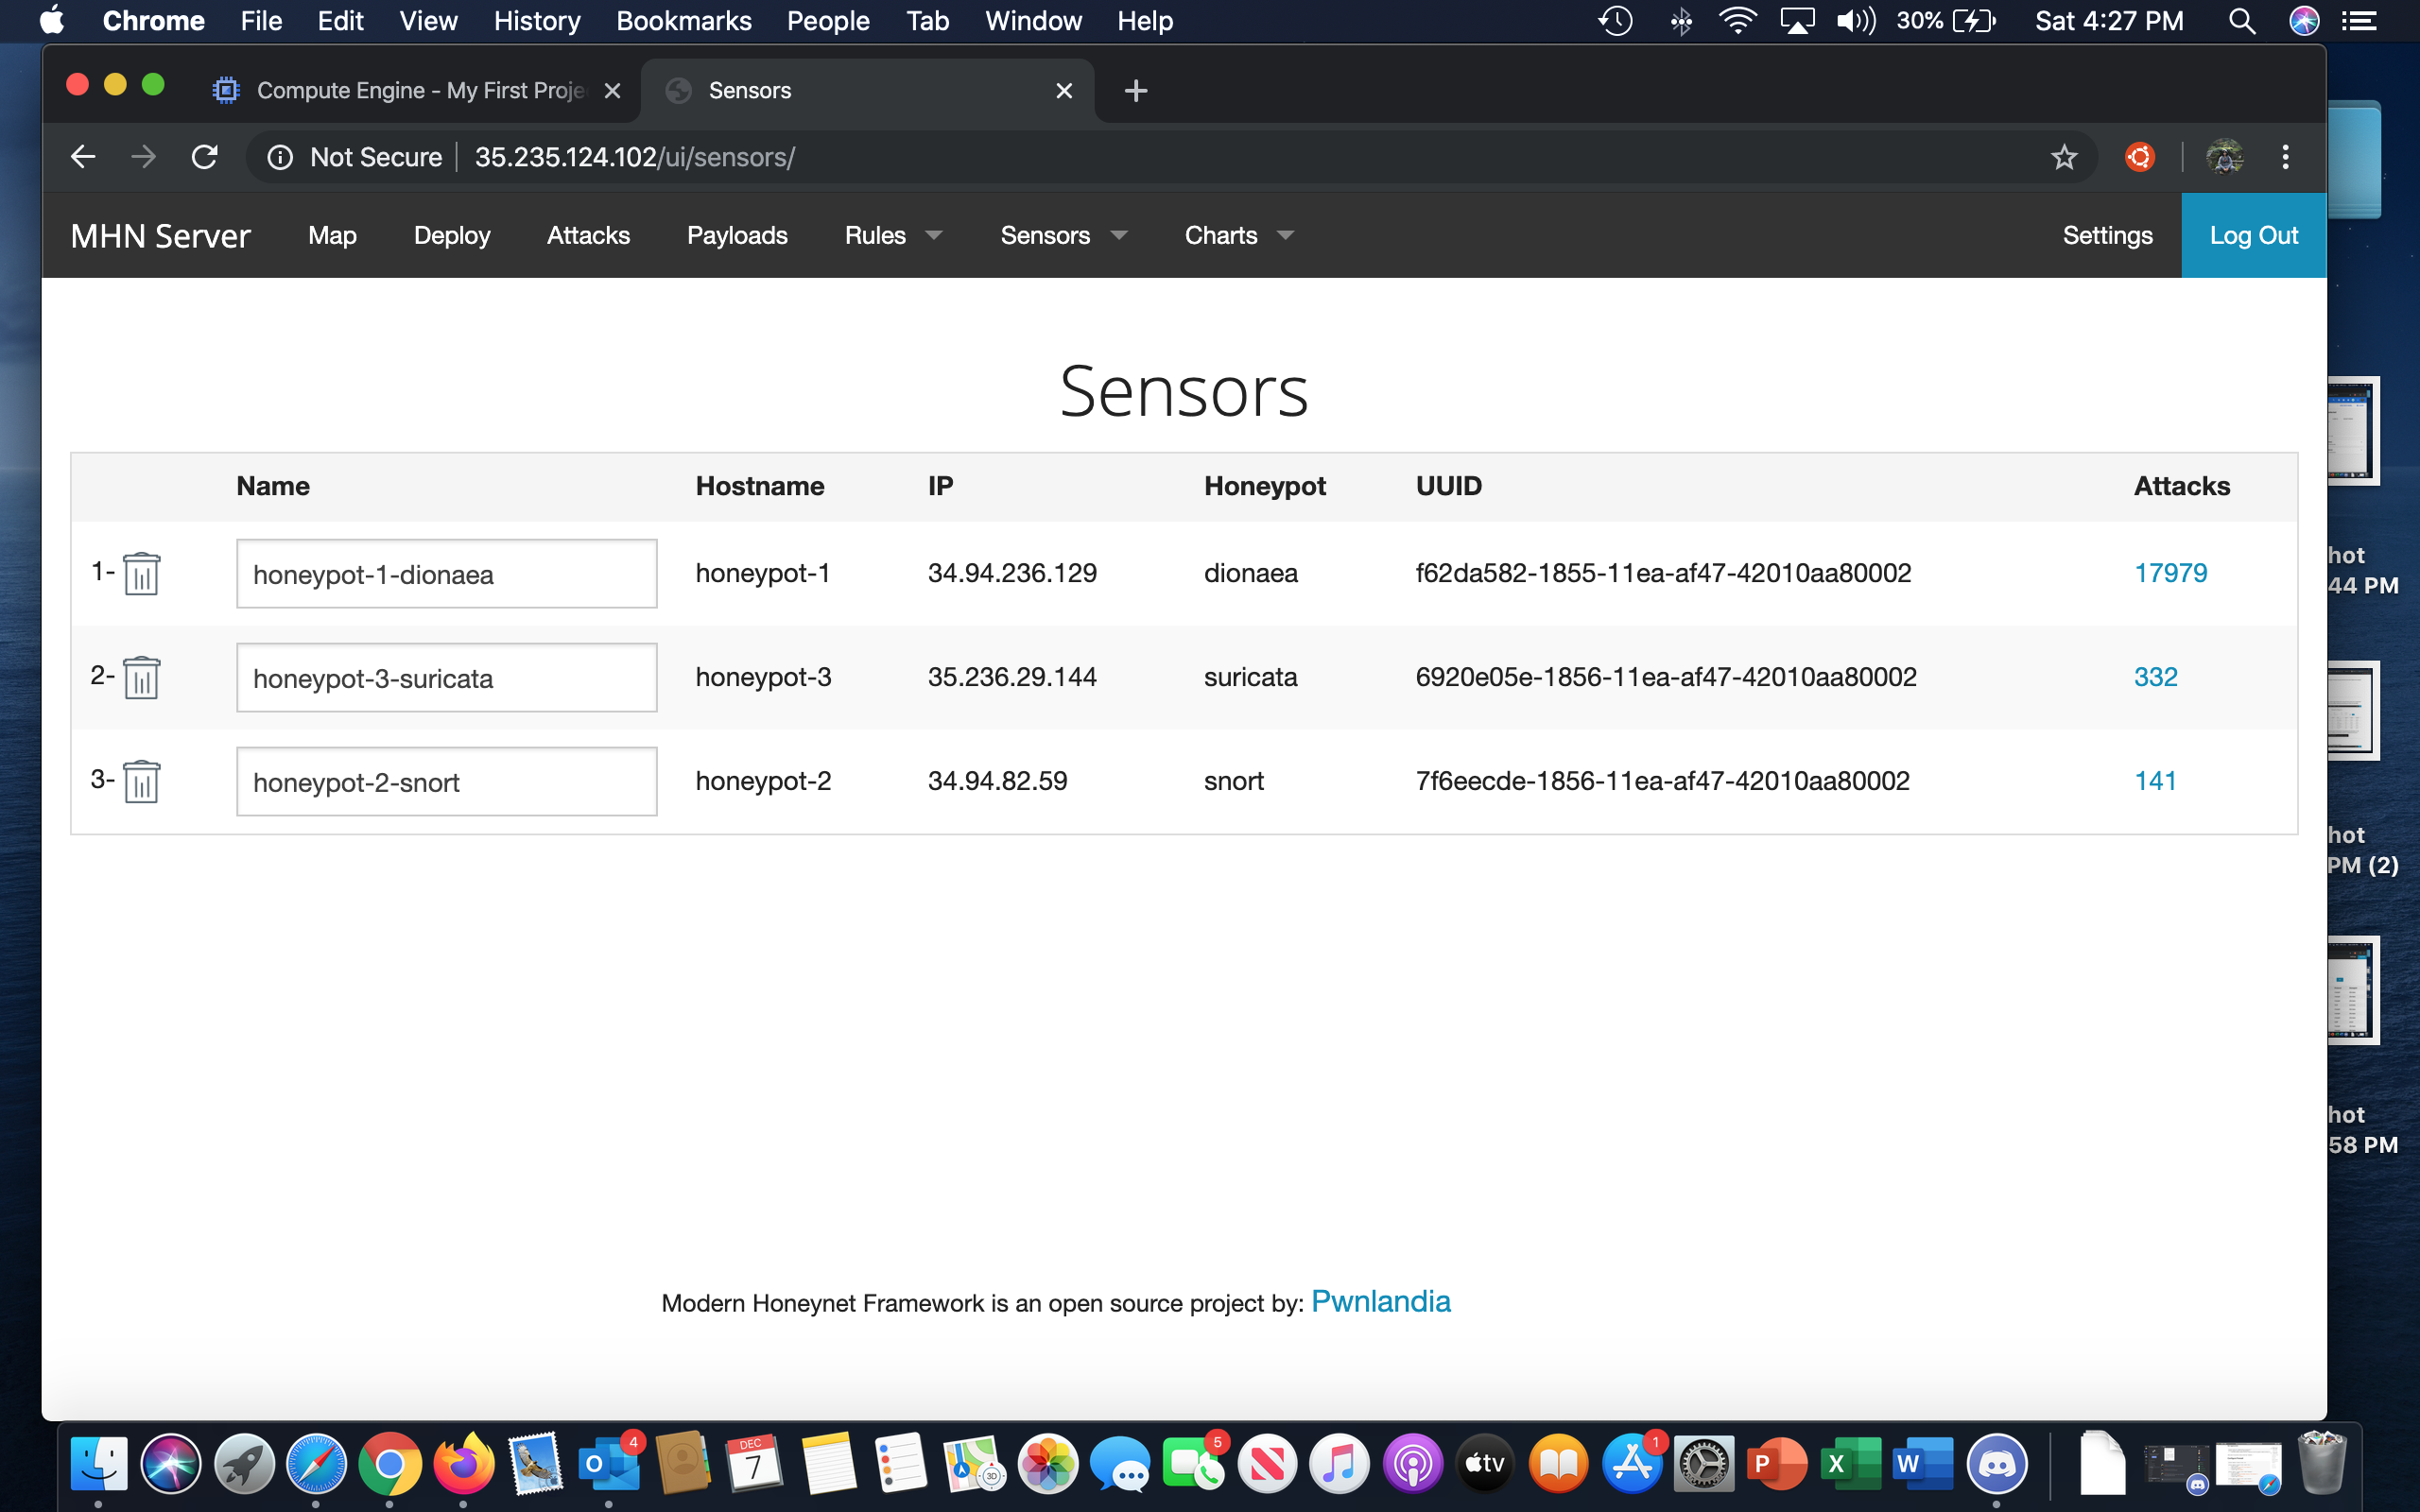 Chrome File Edit View History Bookmarks People Tab Window Help 30% Sat 4:27 PM
Compute Engine - My First Proje Sensors
Not Secure 35.235.124.102/ui/sensors/
MHN Server Map Deploy Attacks Payloads Rules Sensors Charts Settings Log Out
Sensors
Name Hostname IP Honeypot UUID Attacks
1- honeypot-1-dionaea honeypot-1 34.94.236.129 dionaea f62da582-1855-11ea-af47-42010aa80002 17979
2- honeypot-3-suricata honeypot-3 35.236.29.144 suricata 6920e05e-1856-11ea-af47-42010aa80002 332
3- honeypot-2-snort honeypot-2 34.94.82.59 snort 7f6eecde-1856-11ea-af47-42010aa80002 141
hot
44 PM
hot
PM (2)
hot
58 PM
Modern Honeynet Framework is an open source project by: Pwnlandia
4 DEC 7 3D 5 tv 1 P X W O